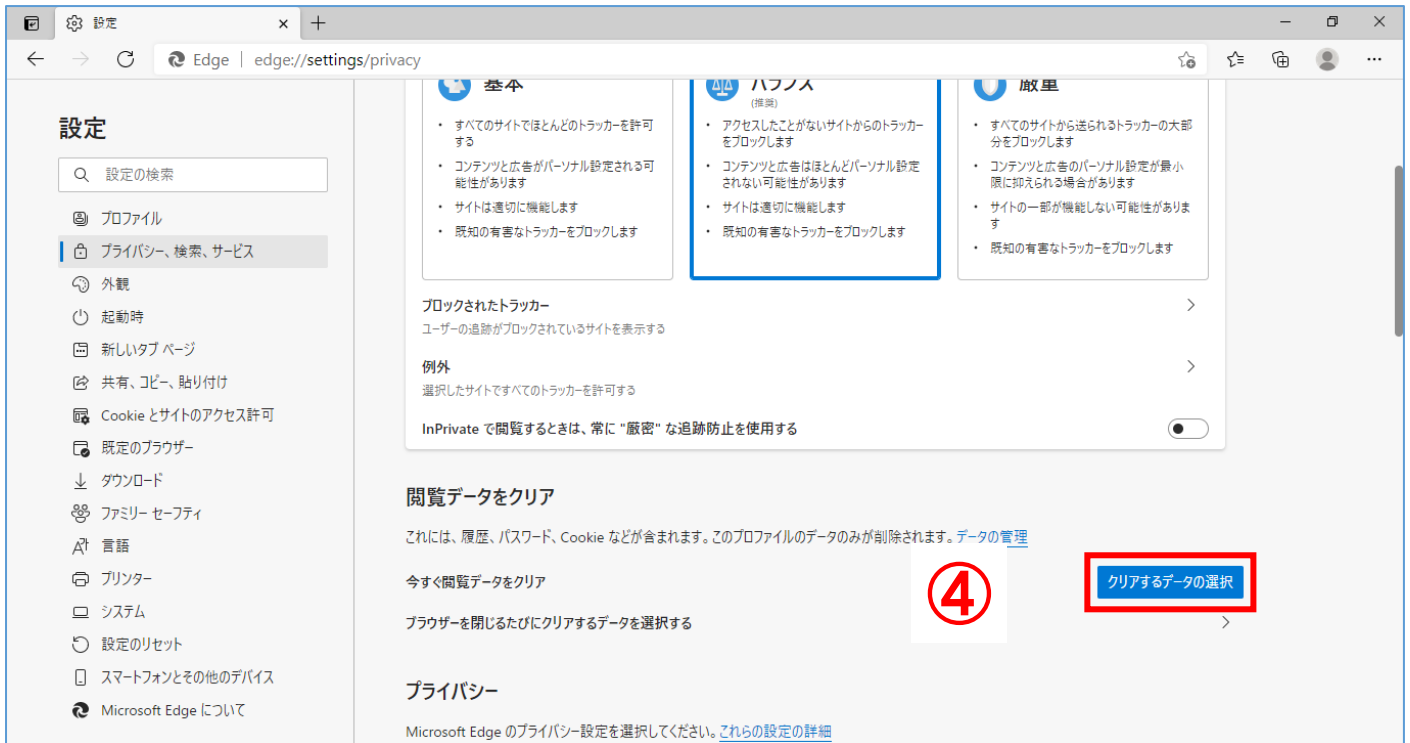 設定
Edge | edge://settings/privacy
設定
設定の検索
プロファイル
プライバシー、検索、サービス
外観
起動時
新しいタブ ページ
共有、コピー、貼り付け
Cookie とサイトのアクセス許可
既定のブラウザー
ダウンロード
ファミリー セーフティ
言語
プリンター
システム
設定のリセット
スマートフォンとその他のデバイス
Microsoft Edge について
基本
・ すべてのサイトでほとんどのトラッカーを許可
する
・ コンテンツと広告がパーソナル設定される可
能性があります
・ サイトは適切に機能します
・ 既知の有害なトラッカーをブロックします
バランス
(推奨)
・ アクセスしたことがないサイトからのトラッカー
をブロックします
・ コンテンツと広告はほとんどパーソナル設定
されない可能性があります
・ サイトは適切に機能します
・ 既知の有害なトラッカーをブロックします
厳重
・ すべてのサイトから送られるトラッカーの大部
分をブロックします
・ コンテンツと広告のパーソナル設定が最小
限に抑えられる場合があります
・ サイトの一部が機能しない可能性がありま
す
・ 既知の有害なトラッカーをブロックします
ブロックされたトラッカー
ユーザーの追跡がブロックされているサイトを表示する
例外
選択したサイトですべてのトラッカーを許可する
InPrivate で閲覧するときは、常に "厳密" な追跡防止を使用する
閲覧データをクリア
これには、履歴、パスワード、Cookie などが含まれます。このプロファイルのデータのみが削除されます。データの管理
今すぐ閲覧データをクリア
④
クリアするデータの選択
ブラウザーを閉じるたびにクリアするデータを選択する
プライバシー
Microsoft Edge のプライバシー設定を選択してください。これらの設定の詳細